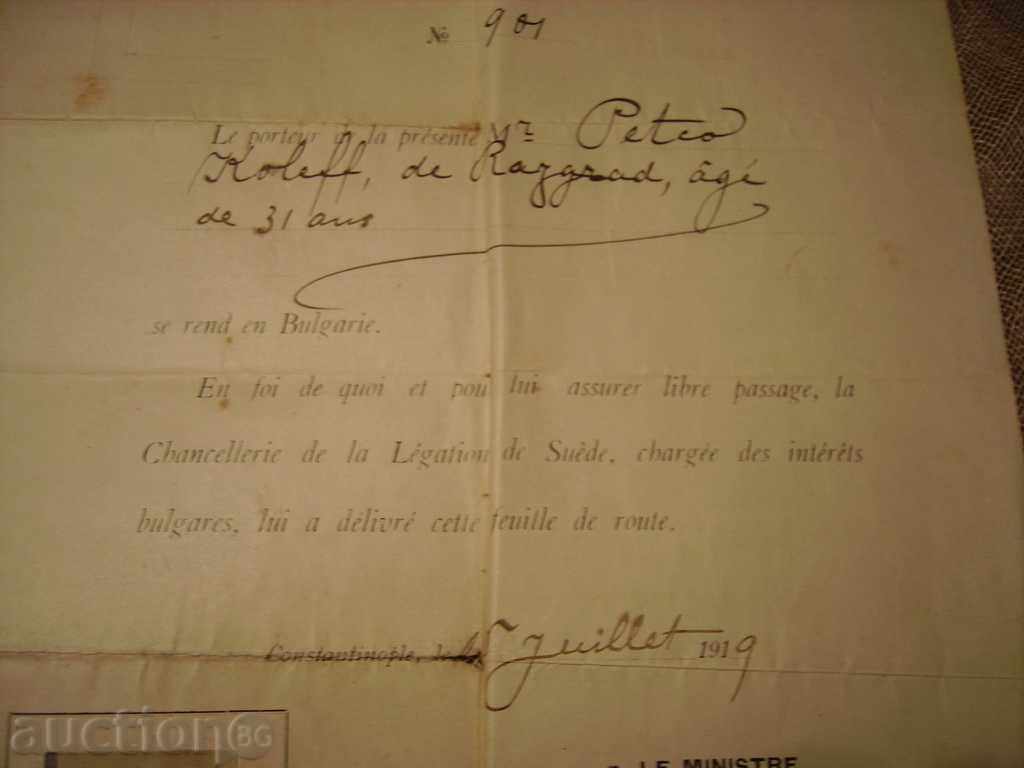 № 901
Le porteur de la présente Mr Petco
Koleff, de Razgrad, âgé
de 31 ans
se rend en Bulgarie.
En foi de quoi et pour lui assurer libre passage, la
Chancellerie de la Légation de Suède, chargée des intérêts
bulgares, lui a délivré cette feuille de route.
Constantinople, le Juillet 1919
LE MINISTRE
auction BG